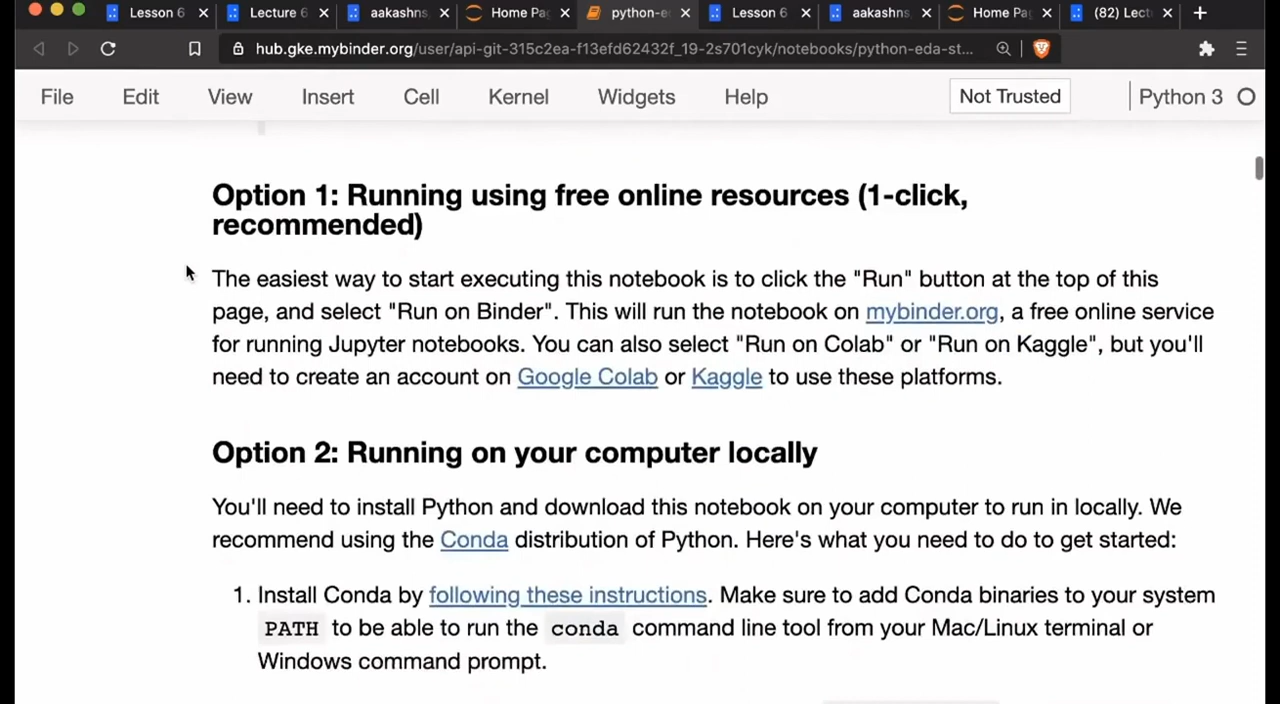 Lesson 6 Lecture 6 aakashns, Home Pa python-e Lesson 6 aakashns, Home Pa (82) Lect
hub.gke.mybinder.org/user/api-git-315c2ea-f13efd62432f_19-2s701cyk/notebooks/python-eda-st...
File Edit View Insert Cell Kernel Widgets Help Not Trusted Python 3
Option 1: Running using free online resources (1-click,
recommended)
The easiest way to start executing this notebook is to click the "Run" button at the top of this
page, and select "Run on Binder". This will run the notebook on mybinder.org, a free online service
for running Jupyter notebooks. You can also select "Run on Colab" or "Run on Kaggle", but you'll
need to create an account on Google Colab or Kaggle to use these platforms.
Option 2: Running on your computer locally
You'll need to install Python and download this notebook on your computer to run in locally. We
recommend using the Conda distribution of Python. Here's what you need to do to get started:
1. Install Conda by following these instructions. Make sure to add Conda binaries to your system
PATH to be able to run the conda command line tool from your Mac/Linux terminal or
Windows command prompt.